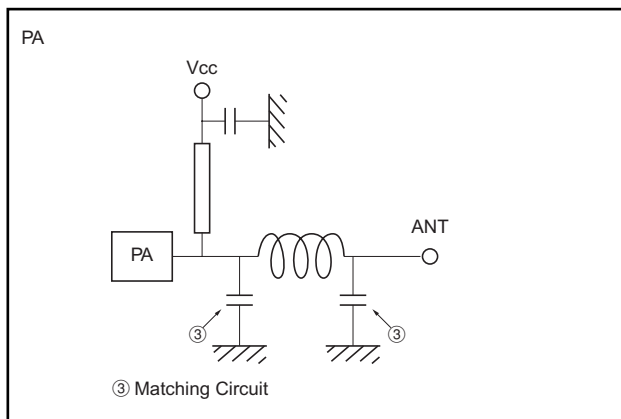 PA
Vcc
ANT
PA
③
③
③ Matching Circuit